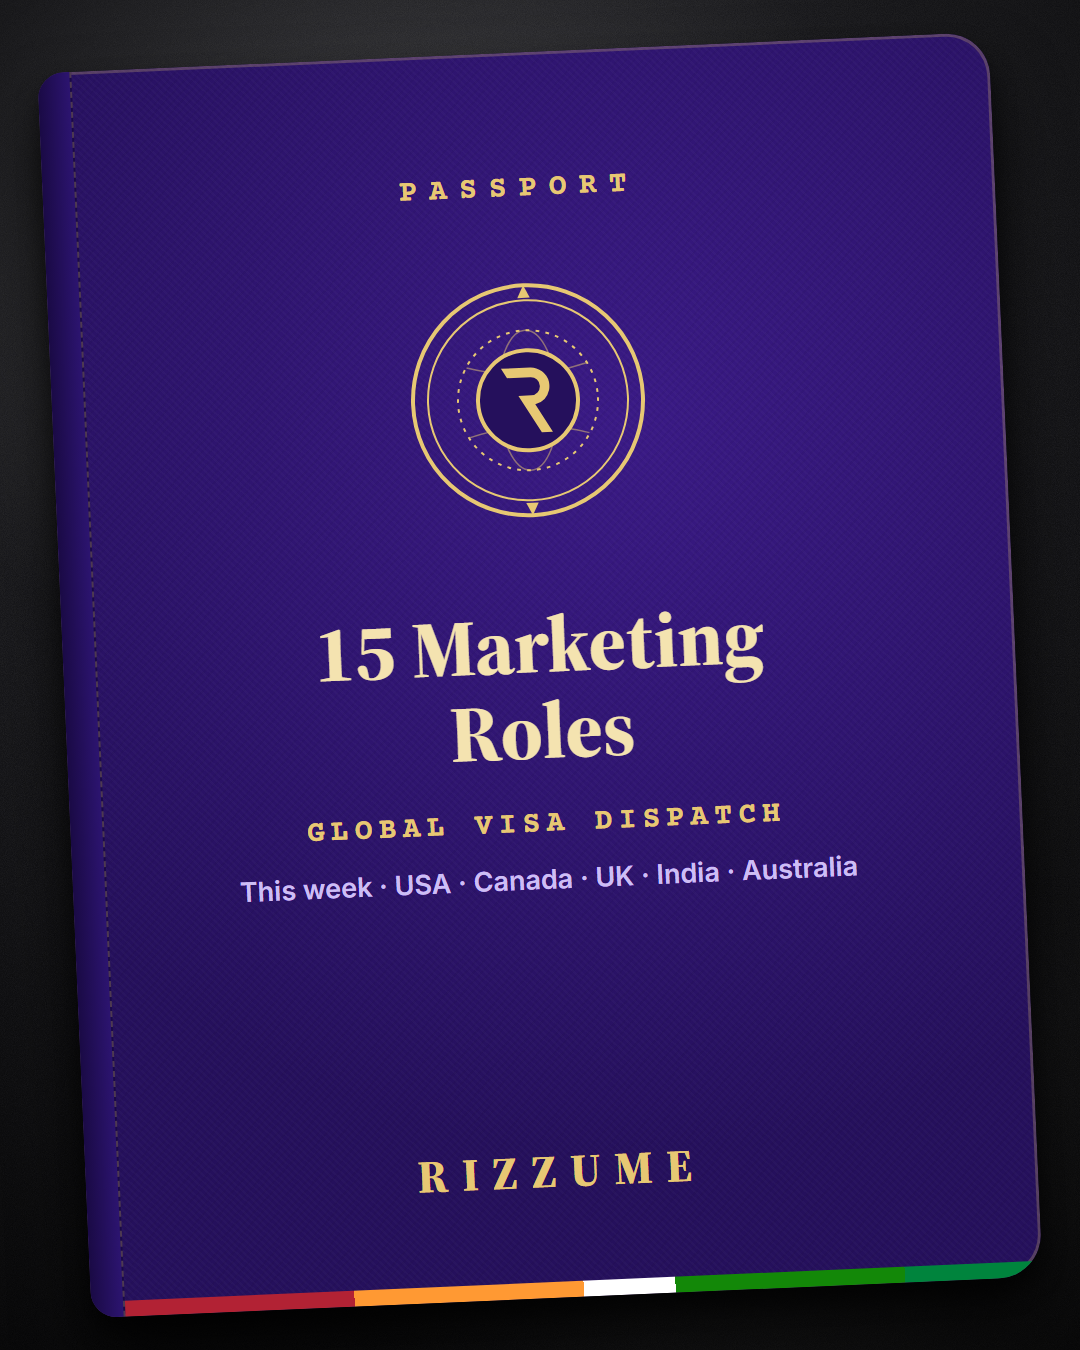 PASSPORT
R
15 Marketing
Roles
GLOBAL VISA DISPATCH
This week · USA · Canada · UK · India · Australia
RIZZUME